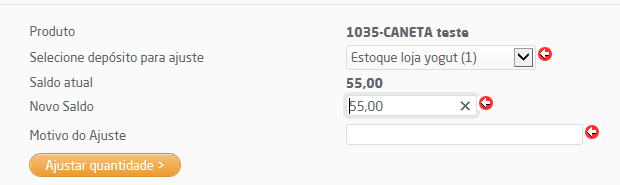 Produto 1035-CANETA teste
Selecione depósito para ajuste Estoque loja yogut (1)
Saldo atual 55,00
Novo Saldo 55,00
Motivo do Ajuste
Ajustar quantidade >